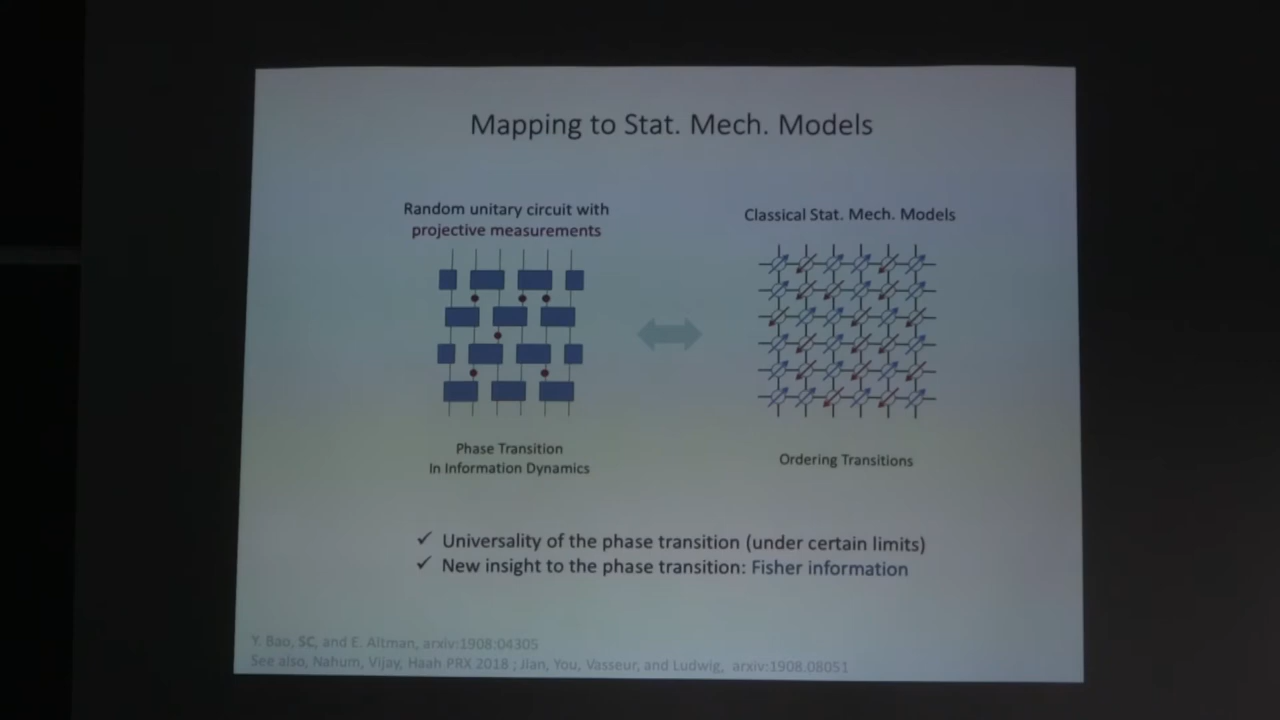 Mapping to Stat. Mech. Models
Random unitary circuit with
projective measurements
Classical Stat. Mech. Models
Phase Transition
In Information Dynamics
Ordering Transitions
✓ Universality of the phase transition (under certain limits)
✓ New insight to the phase transition: Fisher information
Y. Bao, SC, and E. Altman, arxiv:1908:04305
See also, Nahum, Vijay, Haah PRX 2018 ; Jian, You, Vasseur, and Ludwig, arxiv:1908.08051